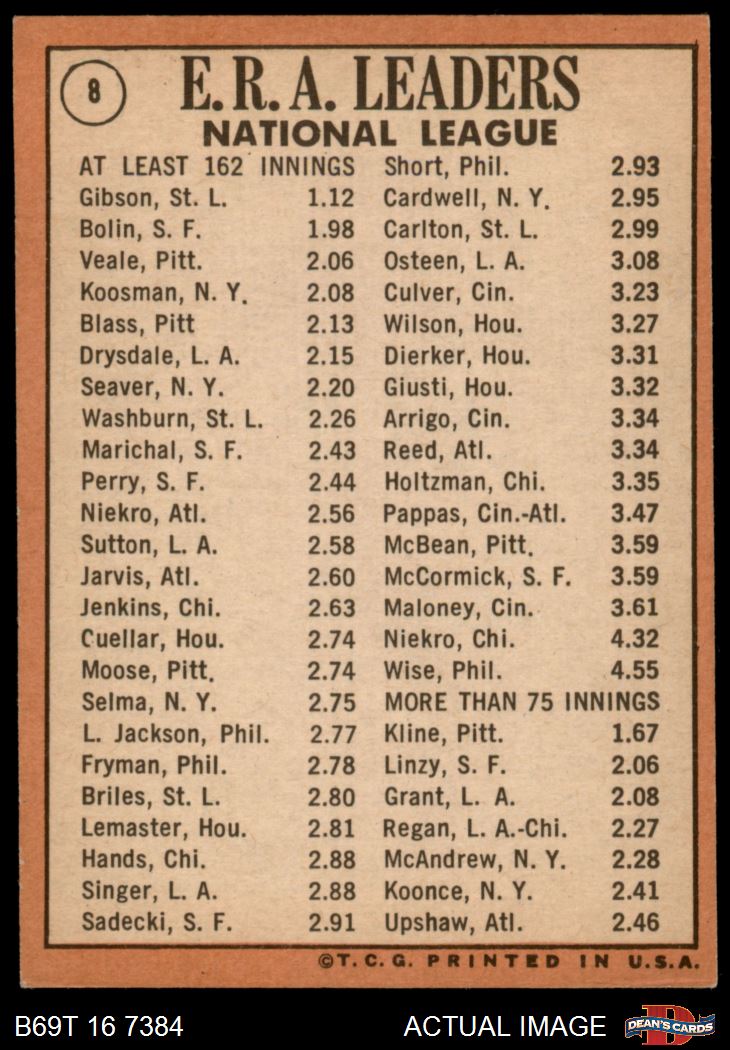 8
E.R.A. LEADERS
NATIONAL LEAGUE
AT LEAST 162 INNINGS
Gibson, St. L. 1.12
Bolin, S. F. 1.98
Veale, Pitt. 2.06
Koosman, N. Y. 2.08
Blass, Pitt 2.13
Drysdale, L. A. 2.15
Seaver, N. Y. 2.20
Washburn, St. L. 2.26
Marichal, S. F. 2.43
Perry, S. F. 2.44
Niekro, Atl. 2.56
Sutton, L. A. 2.58
Jarvis, Atl. 2.60
Jenkins, Chi. 2.63
Cuellar, Hou. 2.74
Moose, Pitt. 2.74
Selma, N. Y. 2.75
L. Jackson, Phil. 2.77
Fryman, Phil. 2.78
Briles, St. L. 2.80
Lemaster, Hou. 2.81
Hands, Chi. 2.88
Singer, L. A. 2.88
Sadecki, S. F. 2.91
Short, Phil. 2.93
Cardwell, N. Y. 2.95
Carlton, St. L. 2.99
Osteen, L. A. 3.08
Culver, Cin. 3.23
Wilson, Hou. 3.27
Dierker, Hou. 3.31
Giusti, Hou. 3.32
Arrigo, Cin. 3.34
Reed, Atl. 3.34
Holtzman, Chi. 3.35
Pappas, Cin.-Atl. 3.47
McBean, Pitt. 3.59
McCormick, S. F. 3.59
Maloney, Cin. 3.61
Niekro, Chi. 4.32
Wise, Phil. 4.55
MORE THAN 75 INNINGS
Kline, Pitt. 1.67
Linzy, S. F. 2.06
Grant, L. A. 2.08
Regan, L. A.-Chi. 2.27
McAndrew, N. Y. 2.28
Koonce, N. Y. 2.41
Upshaw, Atl. 2.46
©T.C.G. PRINTED IN U.S.A.
B69T 16 7384
ACTUAL IMAGE
D
DEAN'S CARDS